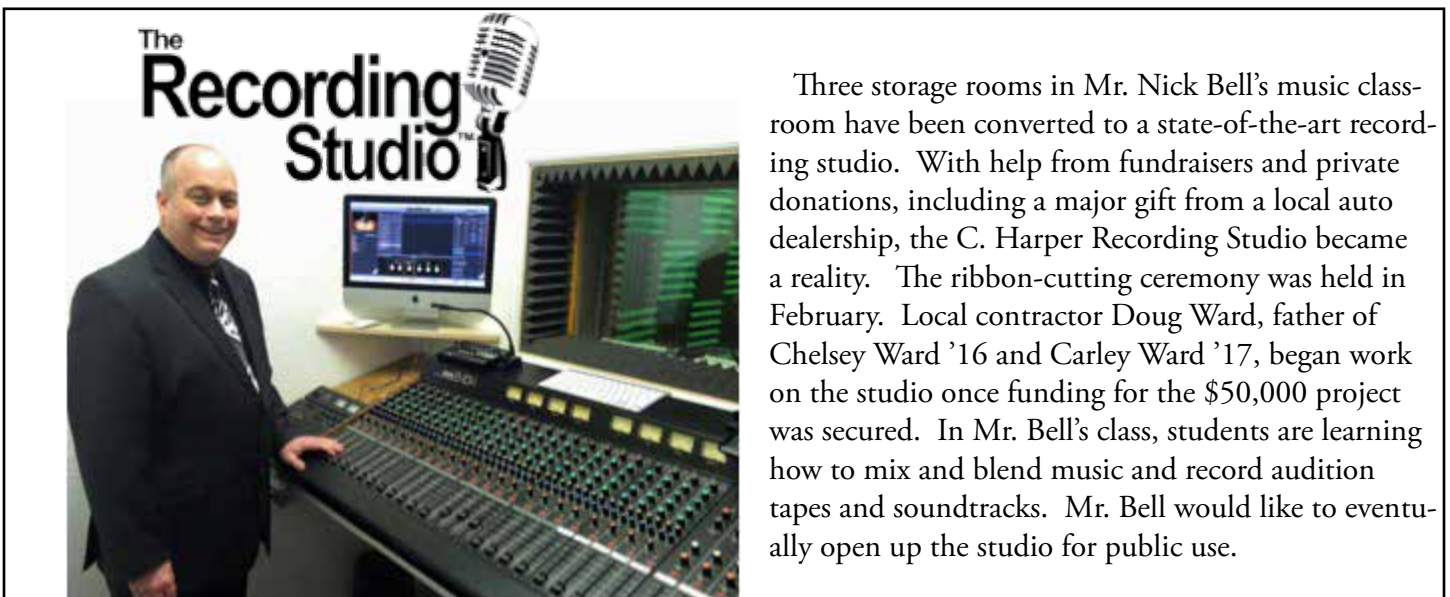 The
Recording
Studio™
Three storage rooms in Mr. Nick Bell’s music class-
room have been converted to a state-of-the-art record-
ing studio.  With help from fundraisers and private
donations, including a major gift from a local auto
dealership, the C. Harper Recording Studio became
a reality.   The ribbon-cutting ceremony was held in
February.  Local contractor Doug Ward, father of
Chelsey Ward ’16 and Carley Ward ’17, began work
on the studio once funding for the $50,000 project
was secured.  In Mr. Bell’s class, students are learning
how to mix and blend music and record audition
tapes and soundtracks.  Mr. Bell would like to eventu-
ally open up the studio for public use.